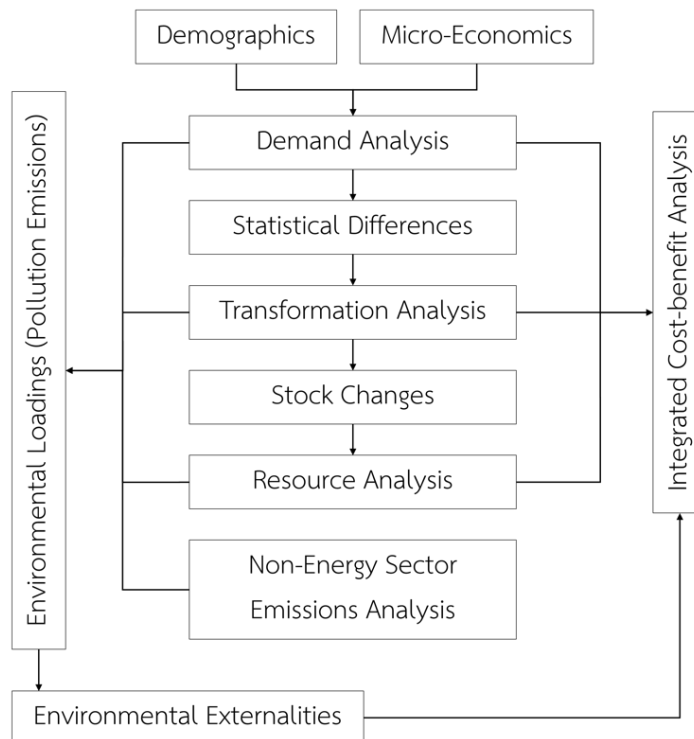 Demographics
Micro-Economics
Demand Analysis
Statistical Differences
Transformation Analysis
Stock Changes
Resource Analysis
Non-Energy Sector
Emissions Analysis
Environmental Loadings (Pollution Emissions)
Integrated Cost-benefit Analysis
Environmental Externalities